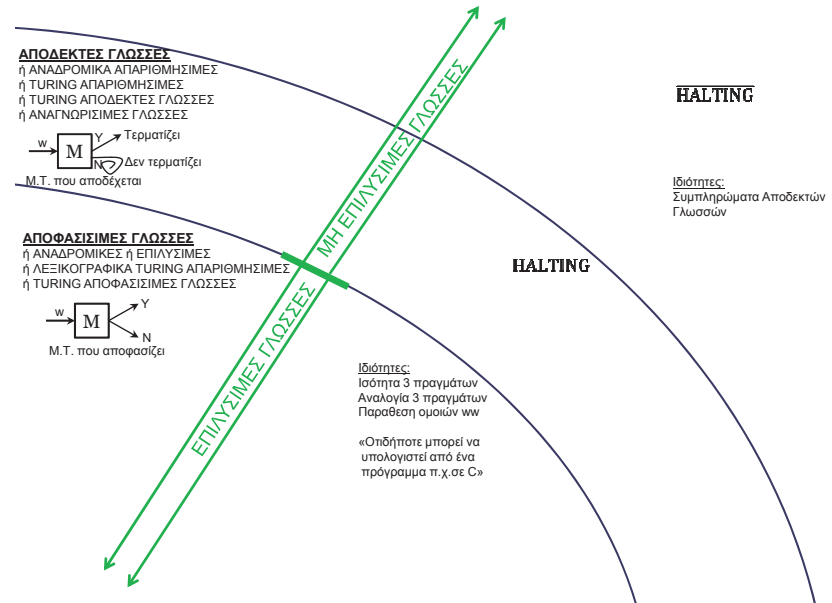 ΑΠΟΔΕΚΤΕΣ ΓΛΩΣΣΕΣ
ή ΑΝΑΔΡΟΜΙΚΑ ΑΠΑΡΙΘΜΗΣΙΜΕΣ
ή TURING ΑΠΑΡΙΘΜΗΣΙΜΕΣ
ή TURING ΑΠΟΔΕΚΤΕΣ ΓΛΩΣΣΕΣ
ή ΑΝΑΓΝΩΡΙΣΙΜΕΣ ΓΛΩΣΣΕΣ
w M Y Τερματίζει
N Δεν τερματίζει
Μ.Τ. που αποδέχεται
ΑΠΟΦΑΣΙΣΙΜΕΣ ΓΛΩΣΣΕΣ
ή ΑΝΑΔΡΟΜΙΚΕΣ ή ΕΠΙΛΥΣΙΜΕΣ
ή ΛΕΞΙΚΟΓΡΑΦΙΚΑ TURING ΑΠΑΡΙΘΜΗΣΙΜΕΣ
ή TURING ΑΠΟΦΑΣΙΣΙΜΕΣ ΓΛΩΣΣΕΣ
w M Y
N
Μ.Τ. που αποφασίζει
ΜΗ ΕΠΙΛΥΣΙΜΕΣ ΓΛΩΣΣΕΣ
ΕΠΙΛΥΣΙΜΕΣ ΓΛΩΣΣΕΣ
Ιδιότητες:
Ισότητα 3 πραγμάτων
Αναλογία 3 πραγμάτων
Παραθεση ομοιών ww
«Οτιδήποτε μπορεί να
υπολογιστεί από ένα
πρόγραμμα π.χ.σε C»
HALTING
H̅A̅L̅T̅I̅N̅G̅
Ιδιότητες:
Συμπληρώματα Αποδεκτών
Γλωσσών